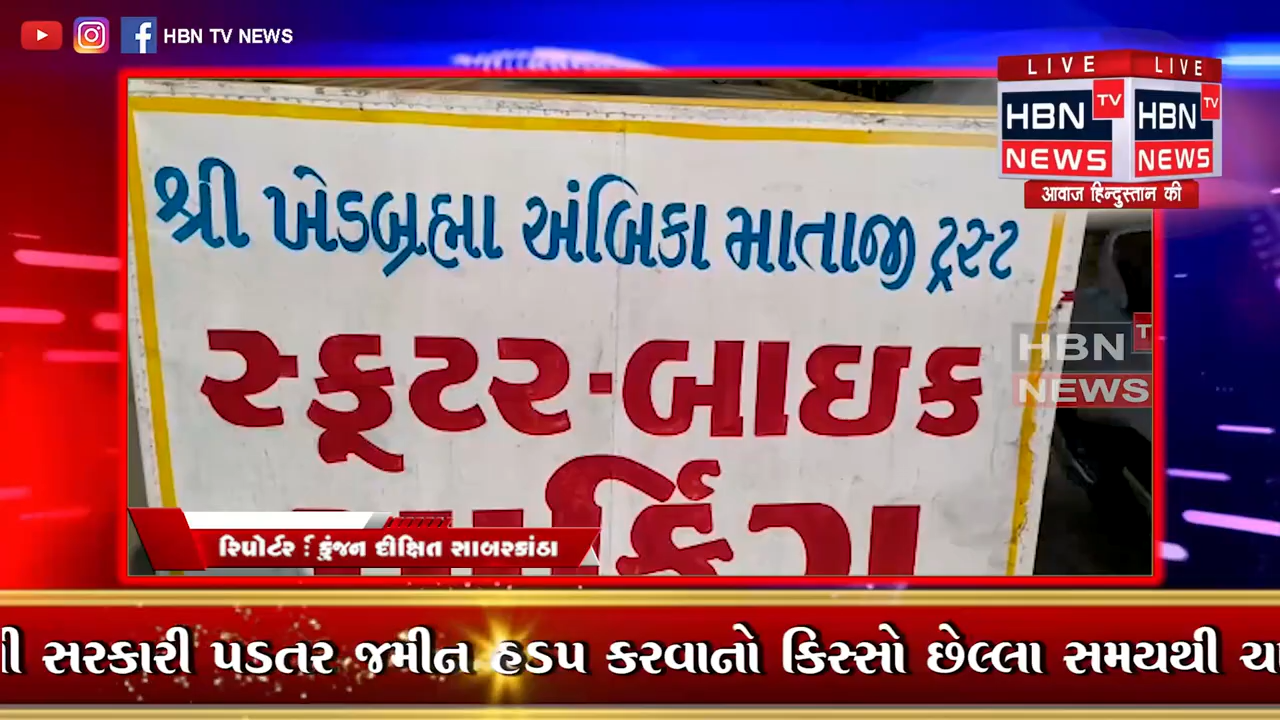 HBN TV NEWS
LIVE LIVE
HBN TV HBN TV
NEWS NEWS
आवाज हिन्दुस्तान की
શ્રી ખેડબ્રહ્મા અંબિકા માતાજી ટ્રસ્ટ
સ્કૂટર-બાઇક
પાર્કિંગ
HBN
NEWS
રિપોર્ટર : કુંજન દીક્ષિત સાબરકાંઠા
સરકારી પડતર જમીન હડપ કરવાનો કિસ્સો છેલ્લા સમયથી